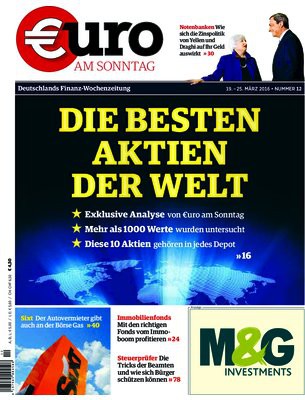 €uro
AM SONNTAG
Notenbanken Wie
sich die Zinspolitik
von Yellen und
Draghi auf Ihr Geld
auswirkt » 30
Deutschlands Finanz-Wochenzeitung
19. – 25. MÄRZ 2016 • NUMMER 12
DIE BESTEN
AKTIEN
DER WELT
★ Exklusive Analyse von €uro am Sonntag
★ Mehr als 1000 Werte wurden untersucht
★ Diese 10 Aktien gehören in jedes Depot
»16
Sixt Der Autovermieter gibt
auch an der Börse Gas » 40
SIXT
Immobilienfonds
Mit den richtigen
Fonds vom Immo-
boom profitieren »24
Steuerprüfer Die
Tricks der Beamten
und wie sich Bürger
schützen können »78
Anzeige
M&G
INVESTMENTS